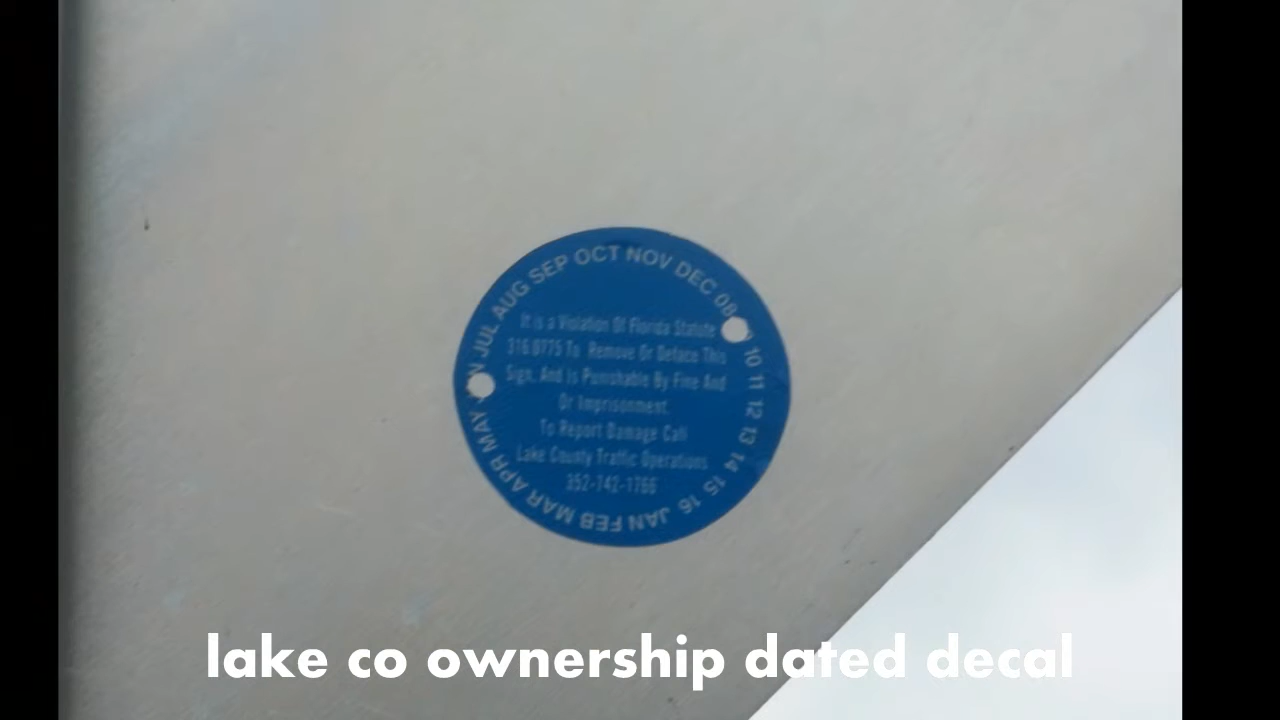 JAN FEB MAR APR MAY N JUL AUG SEP OCT NOV DEC 08 10 11 12 13 14 15 16
It is a Violation Of Florida Statute
316.0775 To Remove Or Deface This
Sign, And Is Punishable By Fine And
Or Imprisonment.
To Report Damage Call
Lake County Traffic Operations
352-742-1766
lake co ownership dated decal